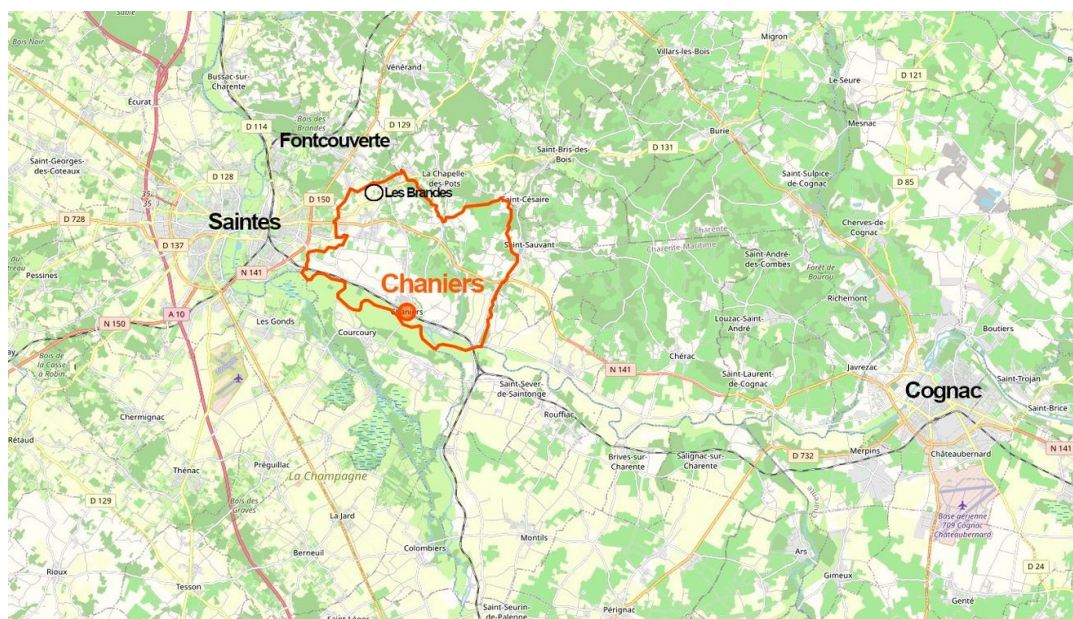 Bois Noir
Migron
Villars-les-Bois
Vénérand
Bussac-sur-
Charente
D 121
Le Seure
Écurat
Bois des
Brandes
D 129
D 114
Mesnac
Burie
Fontcouverte
D 131
Saint-Bris-des-
Bois
Saint-Georges-
des-Coteaux
La Chapelle-
des-Pots
Saint-Sulpice-
de-Cognac
D 128
D 85
Les Brandes
D 150
Saint-Césaire
Saintes
D 728
Cherves-de-
Cognac
D 137
Saint-Sauvant
Charente
Charente-Maritime
Saint-André-
des-Combes
Forêt de
Bourou
Pessines
N 141
Chaniers
Richemont
Chaniers
N 150
A 10
Les Gonds
Courcoury
Louzac-Saint-
André
Boutiers
Bois de
la Casse
à Robin
Chérac
Javrezac
N 141
Saint-Laurent-
de-Cognac
Saint-Trojan
Saint-Sever-
de-Saintonge
Cognac
Chermignac
Rouffiac
Saint-Brice
Rétaud
Merpins
N 141
Brives-sur-
Charente
Salignac-sur-
Charente
D 732
Châteaubernard
Thénac
Préguillac
La Champagne
D 129
Bois des
Graves
Charente
Base aérienne
709 Cognac
Châteaubernard
La Jard
Montils
Berneuil
Colombiers
Ars
Rioux
D 24
Tesson
Gimeux
Saint-Seurin-
de-Palenne
Pérignac
Genté
Saint-Léger